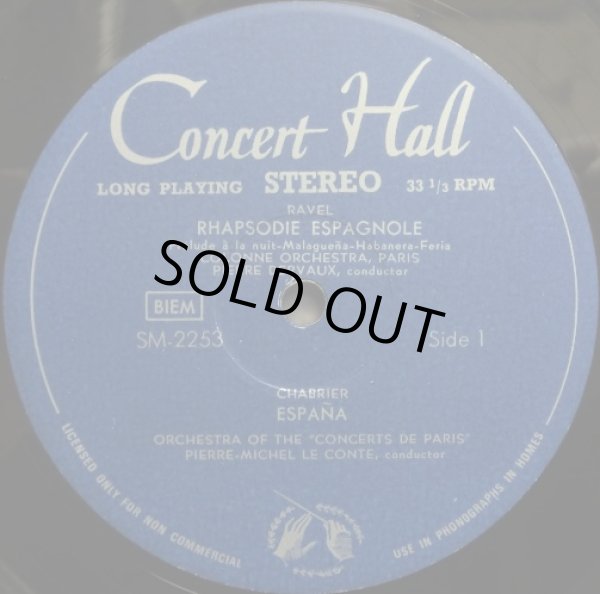 Concert Hall
LONG PLAYING STEREO 33 1/3 RPM
RAVEL
RHAPSODIE ESPAGNOLE
à la nuit-Malagueña-Habanera-Feria
ORCHESTRA, PARIS
conductor
SOLD OUT
BIEM
SM-2253
Side 1
CHABRIER
ESPAÑA
ORCHESTRA OF THE "CONCERTS DE PARIS"
PIERRE-MICHEL LE CONTE, conductor
LICENSED ONLY FOR NON COMMERCIAL
USE IN PHONOGRAPHS IN HOMES